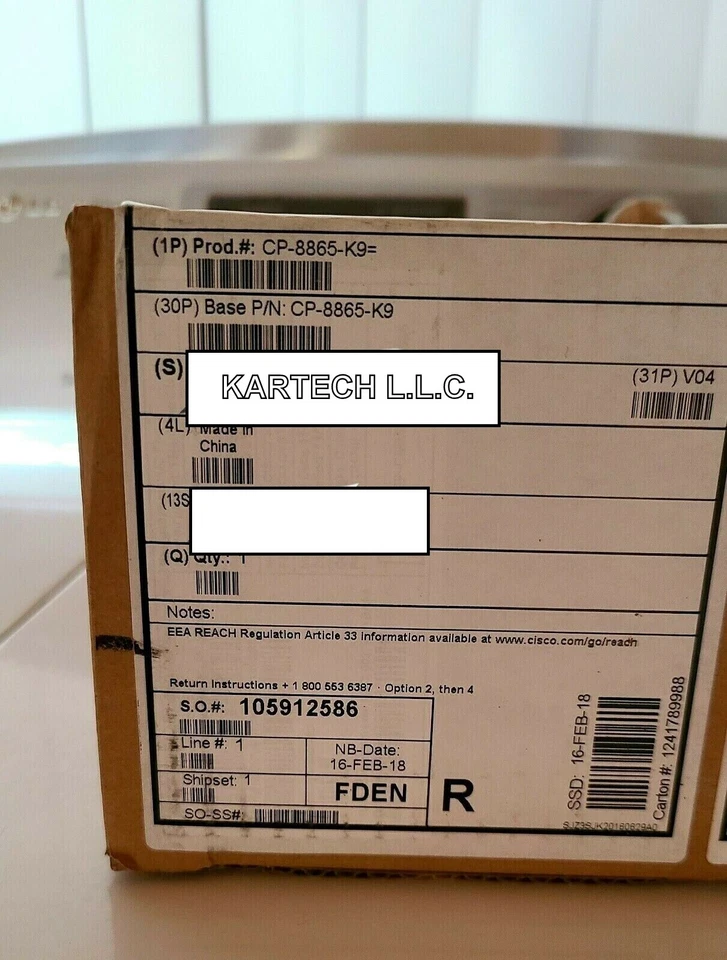 (1P) Prod.#: CP-8865-K9=
(30P) Base P/N: CP-8865-K9
(S)
KARTECH L.L.C.
(31P) V04
(4L) Made in
China
(13S
(Q) Qty.: 1
Notes:
EEA REACH Regulation Article 33 information available at www.cisco.com/go/reach
Return Instructions + 1 800 553 6387 · Option 2, then 4
S.O.#: 105912586
Line #: 1
NB-Date:
16-FEB-18
Shipset: 1
FDEN
SO-SS#:
R
SSD: 16-FEB-18
Carton #: 1241789988